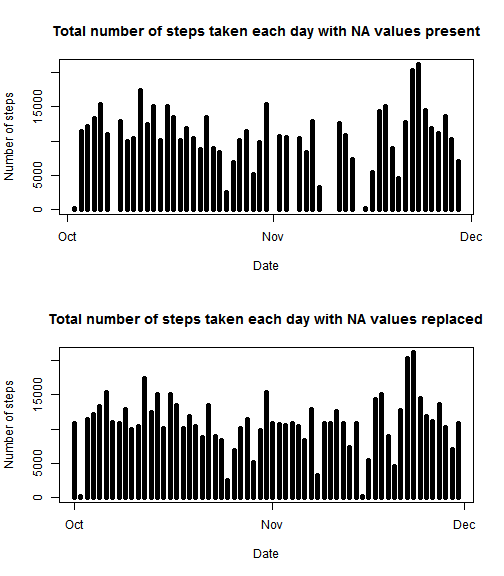 Total number of steps taken each day with NA values present
Number of steps
15000
5000
0
Oct
Nov
Dec
Date
Total number of steps taken each day with NA values replaced
Number of steps
15000
5000
0
Oct
Nov
Dec
Date